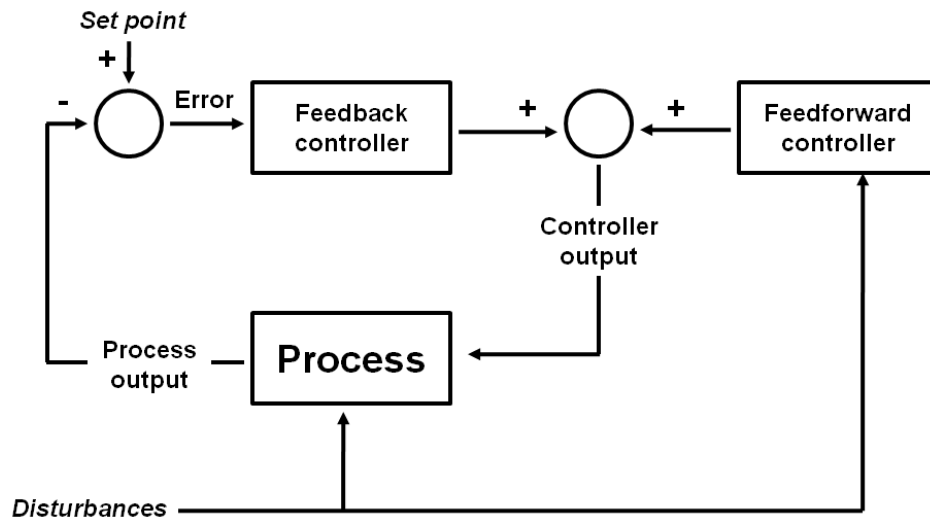 Set point
+
-
Error
Feedback
controller
+
+
Feedforward
controller
Controller
output
Process
output
Process
Disturbances